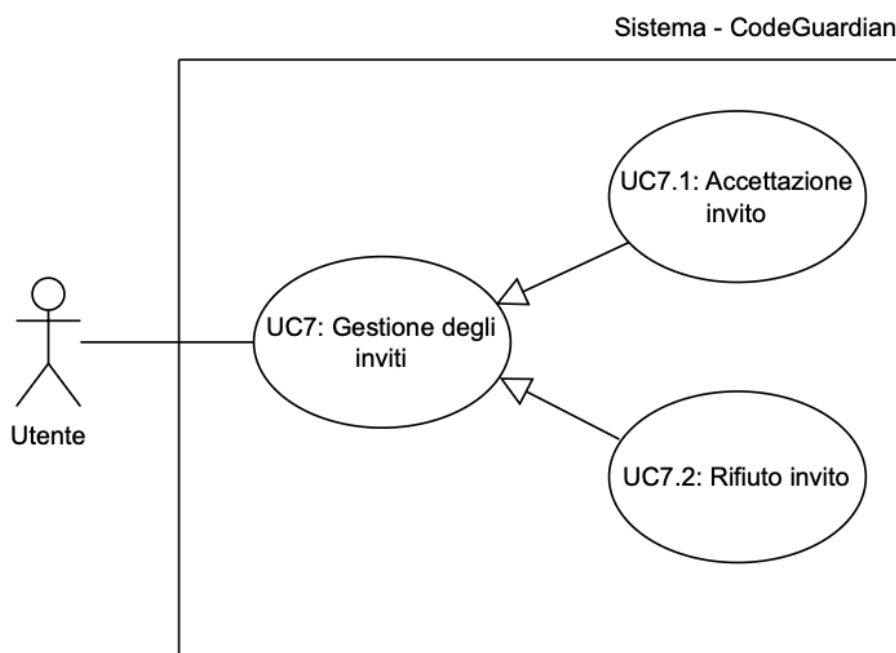 Sistema - CodeGuardian
UC7.1: Accettazione
invito
UC7: Gestione degli
inviti
Utente
UC7.2: Rifiuto invito